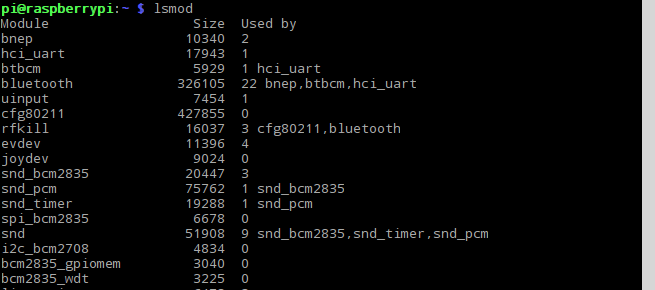 pi@raspberrypi:~ $ lsmod
Module                  Size  Used by
bnep                   10340  2
hci_uart               17943  1
btbcm                   5929  1 hci_uart
bluetooth             326105  22 bnep,btbcm,hci_uart
uinput                  7454  1
cfg80211              427855  0
rfkill                 16037  3 cfg80211,bluetooth
evdev                  11396  4
joydev                  9024  0
snd_bcm2835            20447  3
snd_pcm                75762  1 snd_bcm2835
snd_timer              19288  1 snd_pcm
spi_bcm2835             6678  0
snd                    51908  9 snd_bcm2835,snd_timer,snd_pcm
i2c_bcm2708             4834  0
bcm2835_gpiomem         3040  0
bcm2835_wdt             3225  0